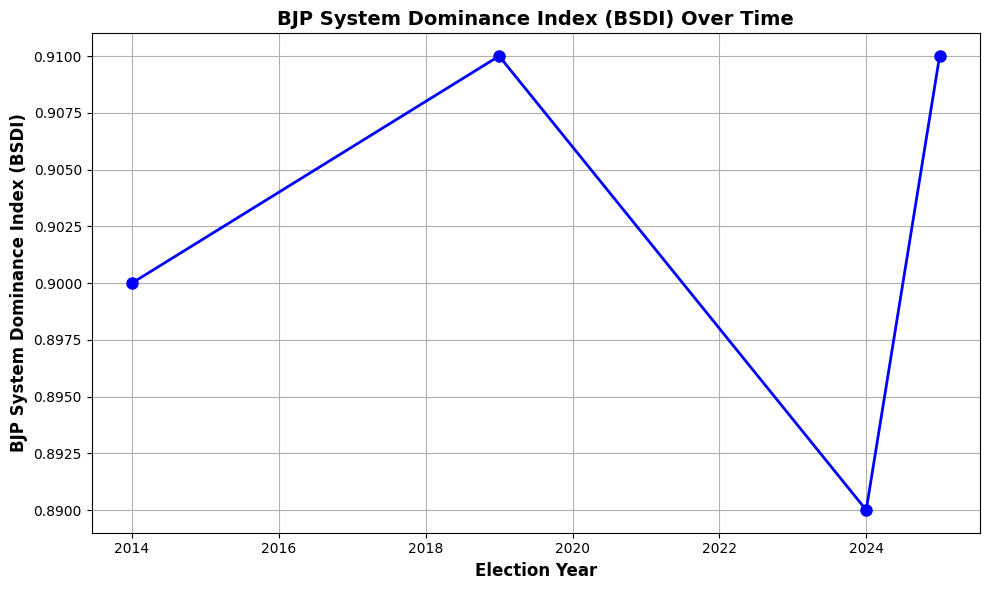 BJP System Dominance Index (BSDI) Over Time
BJP System Dominance Index (BSDI)
0.9100
0.9075
0.9050
0.9025
0.9000
0.8975
0.8950
0.8925
0.8900
2014 2016 2018 2020 2022 2024
Election Year